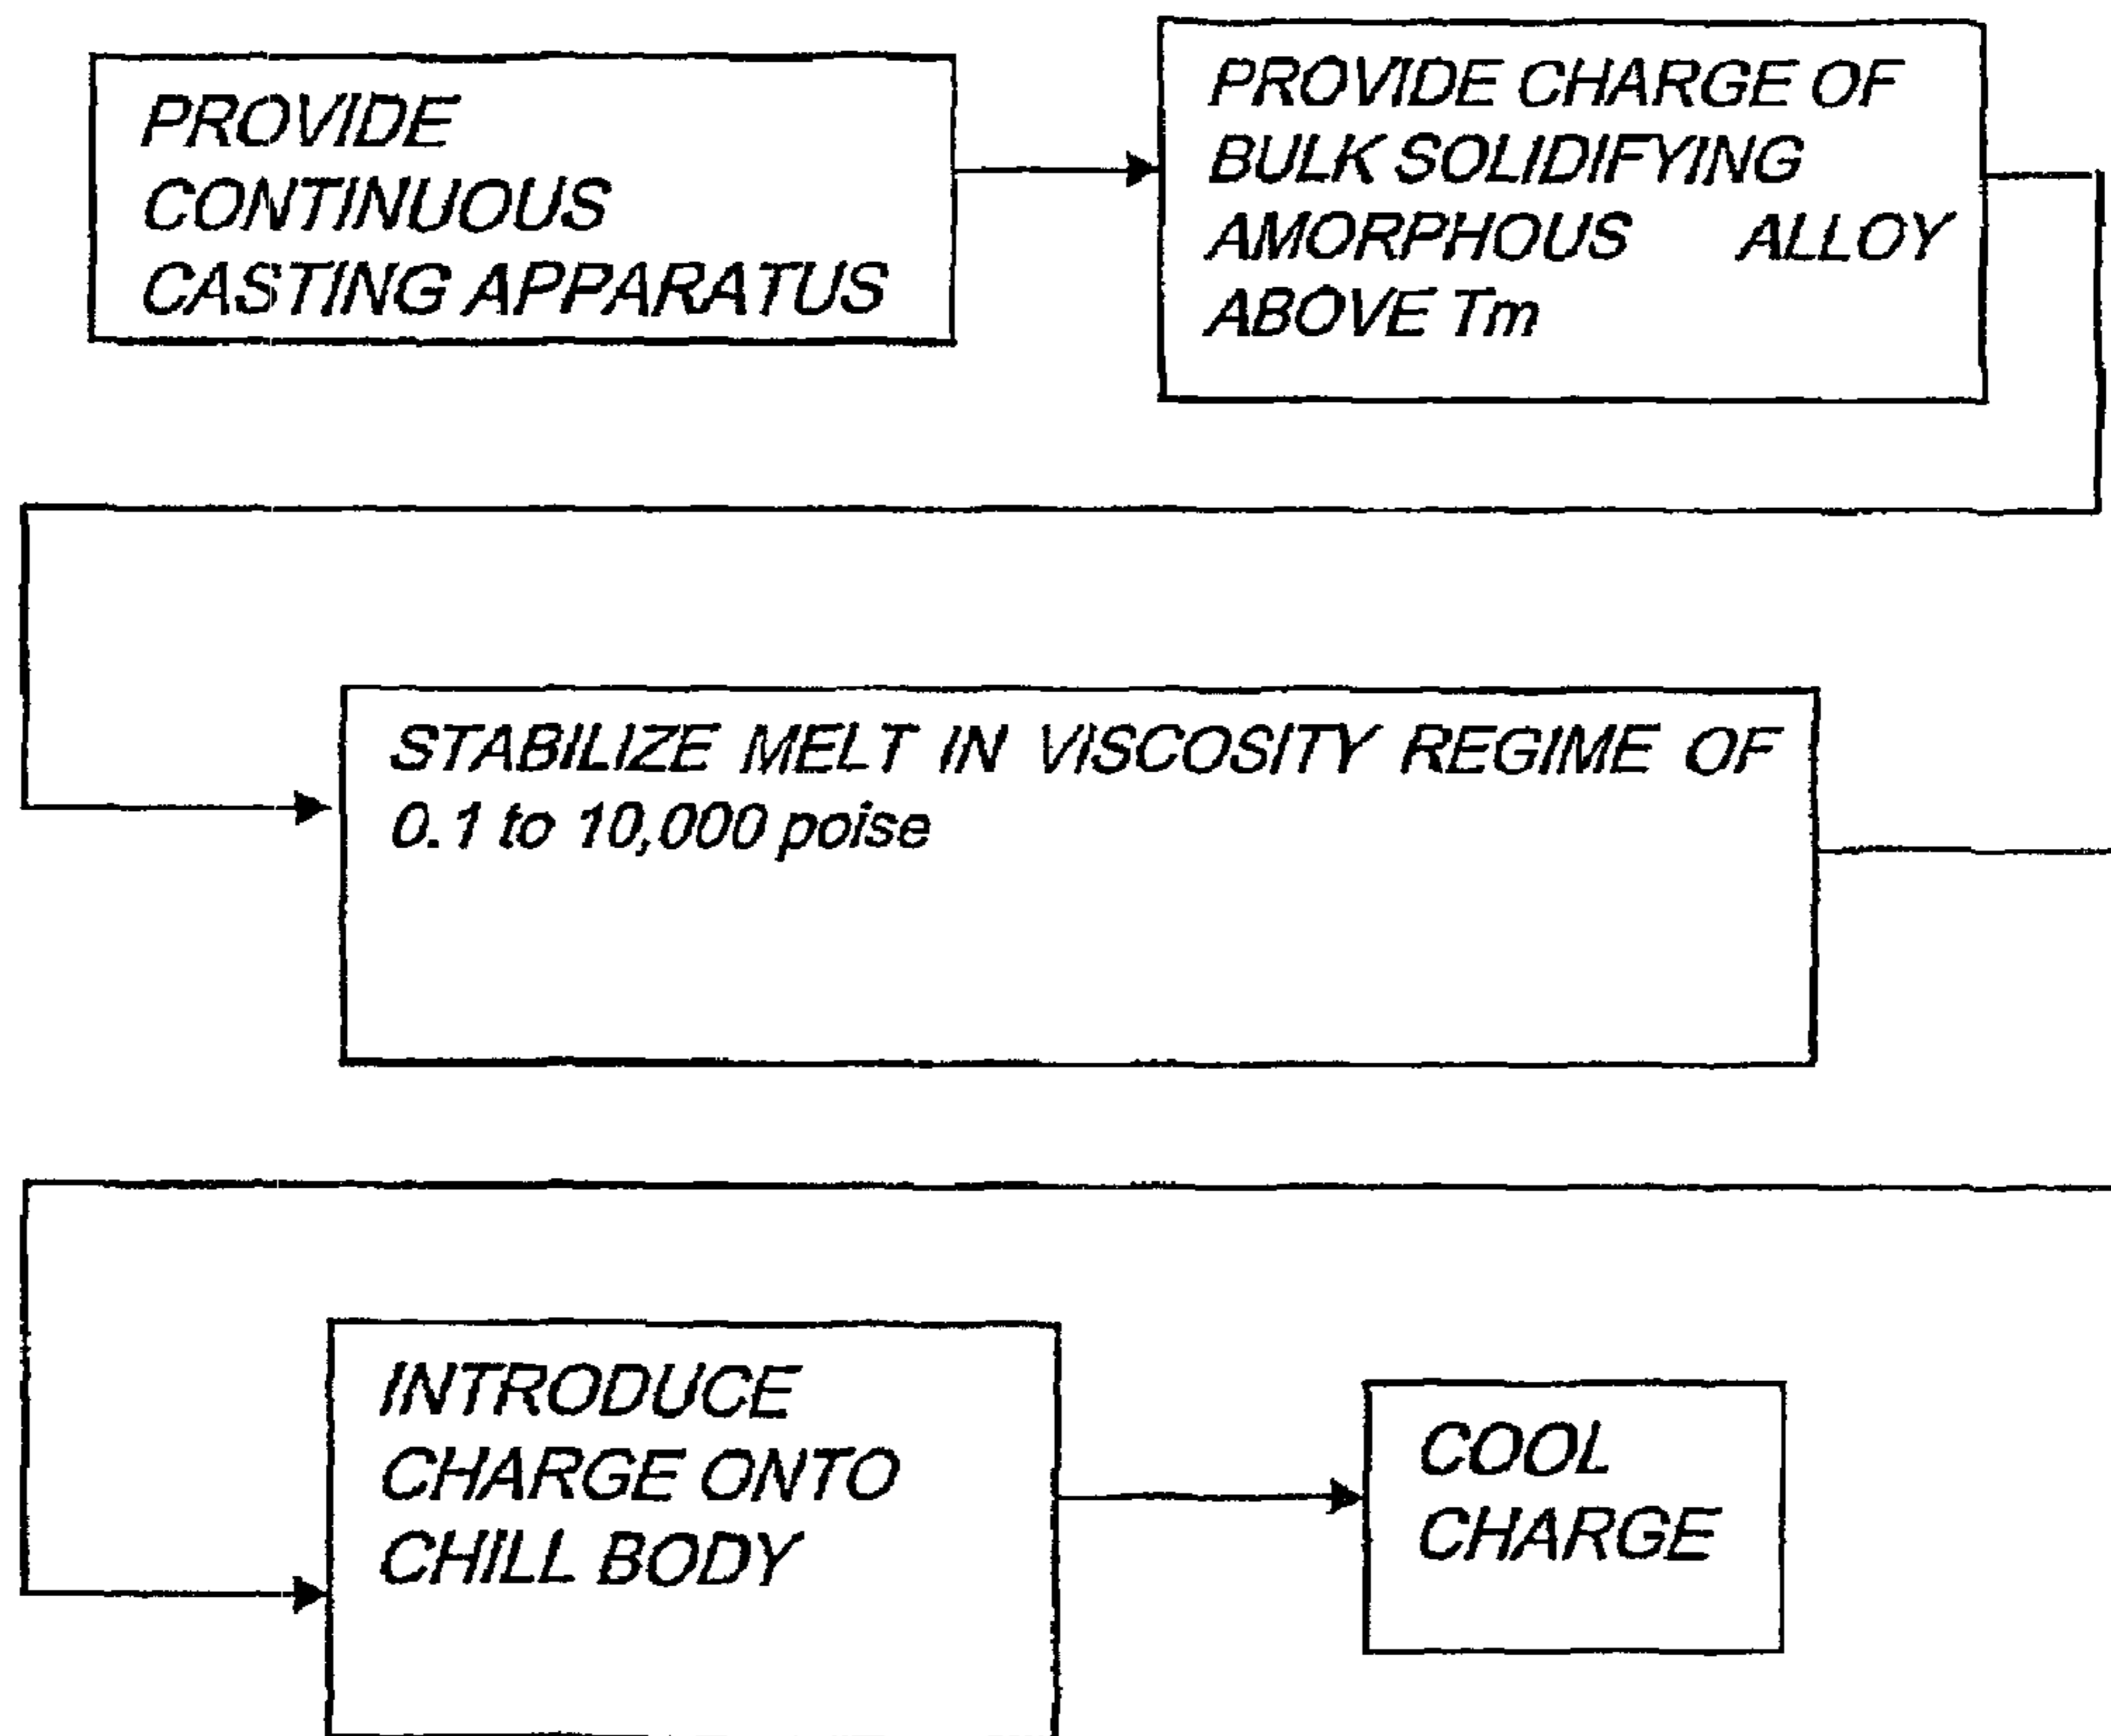 PROVIDE
CONTINUOUS
CASTING APPARATUS
PROVIDE CHARGE OF
BULK SOLIDIFYING
AMORPHOUS ALLOY
ABOVE Tm
STABILIZE MELT IN VISCOSITY REGIME OF
0.1 to 10,000 poise
INTRODUCE
CHARGE ONTO
CHILL BODY
COOL
CHARGE